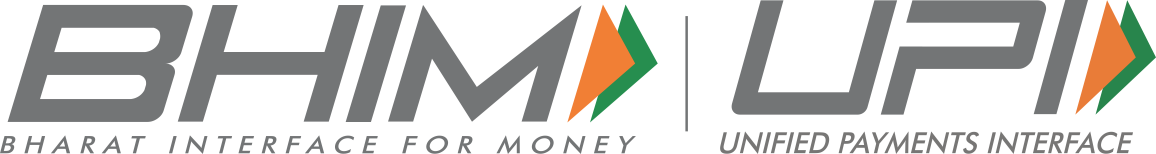 BHIM
BHARAT INTERFACE FOR MONEY
UPI
UNIFIED PAYMENTS INTERFACE